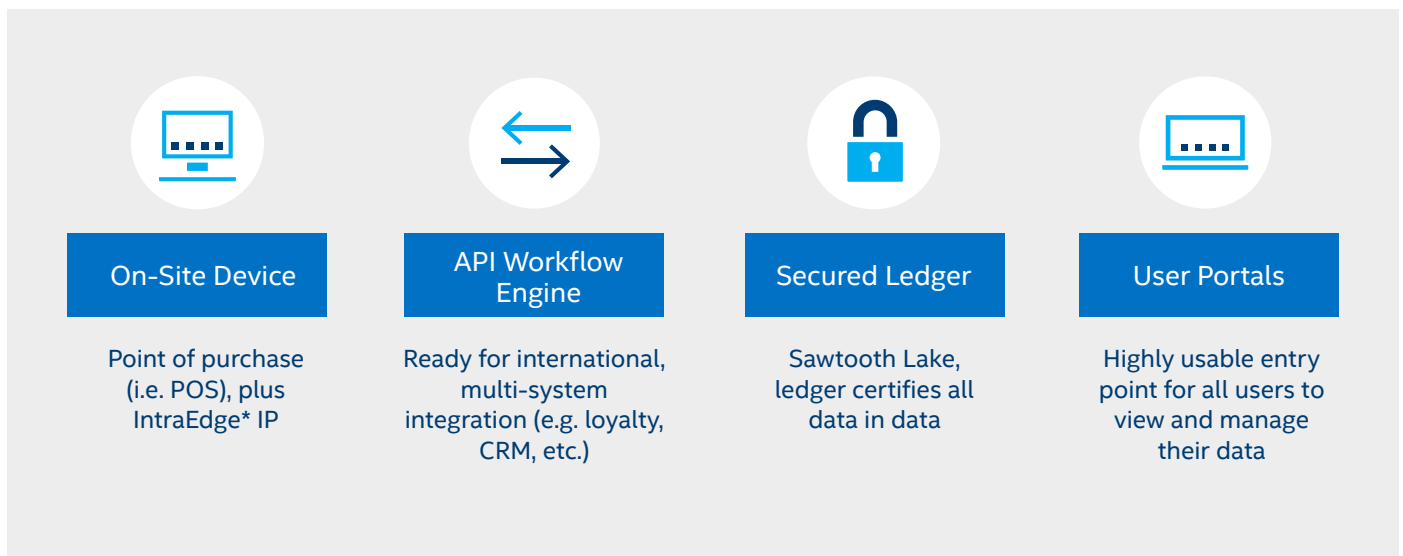 On-Site Device
Point of purchase
(i.e. POS), plus
IntraEdge* IP
API Workflow
Engine
Ready for international,
multi-system
integration (e.g. loyalty,
CRM, etc.)
Secured Ledger
Sawtooth Lake,
ledger certifies all
data in data
User Portals
Highly usable entry
point for all users to
view and manage
their data